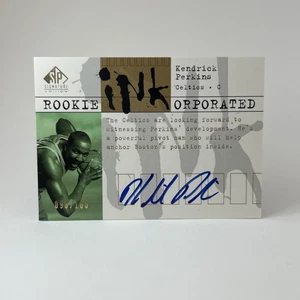 SP
SIGNATURE
Kendrick
Perkins
Celtics · C
ROOKIE INK ORPORATED
The Celtics are looking forward to
witnessing Perkins' development. He's
a powerful post man who will help
anchor Boston's position inside.